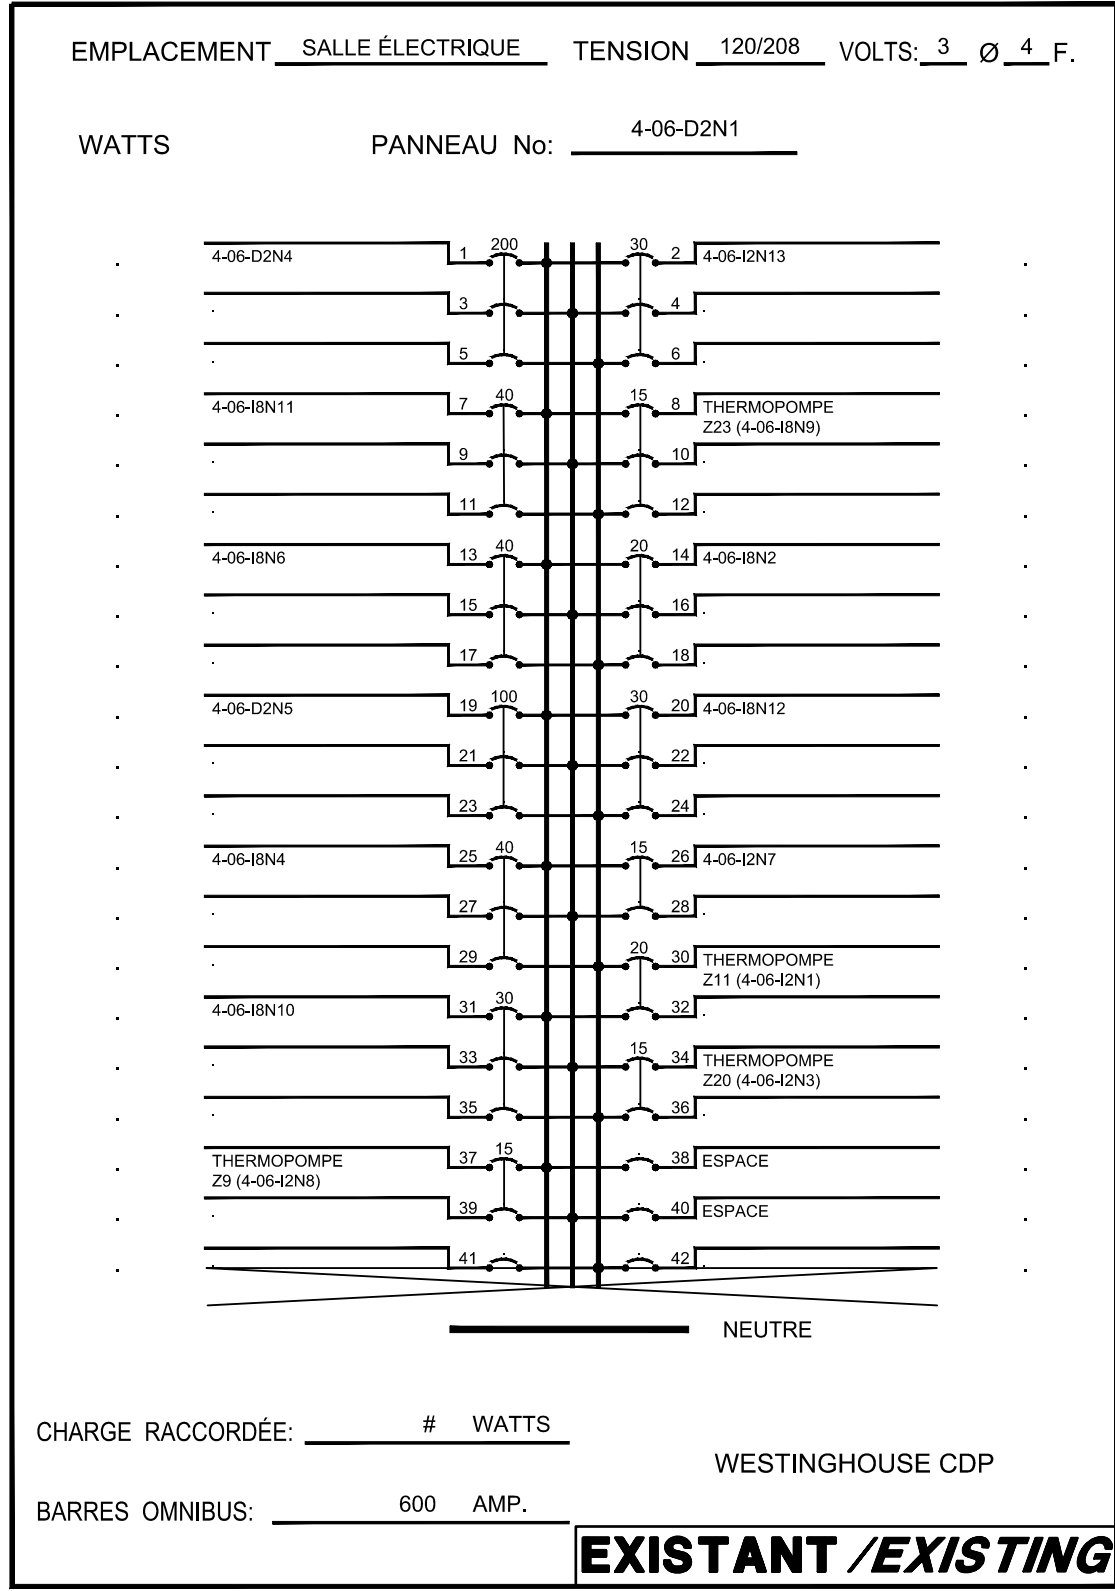 EMPLACEMENT SALLE ÉLECTRIQUE TENSION 120/208 VOLTS: 3 Ø 4 F.
WATTS PANNEAU No: 4-06-D2N1
4-06-D2N4 1 200 30 2 4-06-I2N13
3 4
5 6
4-06-I8N11 7 40 15 8 THERMOPOMPE
Z23 (4-06-I8N9)
9 10
11 12
4-06-I8N6 13 40 20 14 4-06-I8N2
15 16
17 18
4-06-D2N5 19 100 30 20 4-06-I8N12
21 22
23 24
4-06-I8N4 25 40 15 26 4-06-I2N7
27 28
29 20 30 THERMOPOMPE
Z11 (4-06-I2N1)
4-06-I8N10 31 30 32
33 15 34 THERMOPOMPE
Z20 (4-06-I2N3)
35 36
THERMOPOMPE 37 15 38 ESPACE
Z9 (4-06-I2N8)
39 40 ESPACE
41 42
NEUTRE
CHARGE RACCORDÉE: # WATTS
WESTINGHOUSE CDP
BARRES OMNIBUS: 600 AMP.
EXISTANT /EXISTING